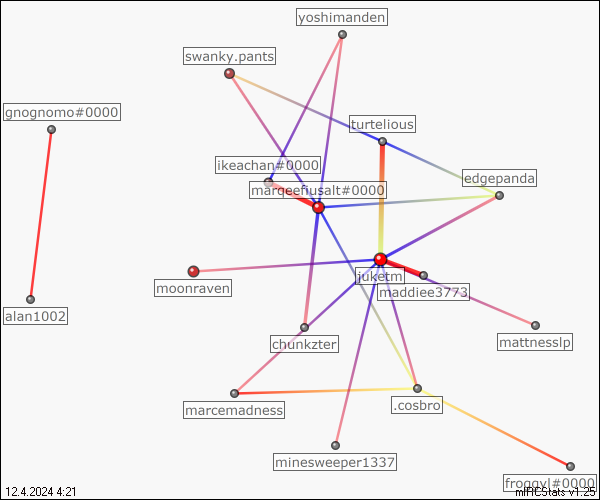 yoshimanden
swanky.pants
gnognomo#0000
turtelious
ikeachan#0000
edgepanda
marqeefiusalt#0000
juketm
moonraven
maddiee3773
alan1002
chunkzter
mattnesslp
marcemadness
.cosbro
minesweeper1337
froggyl#0000
12.4.2024 4:21
mIRCStats v1.25